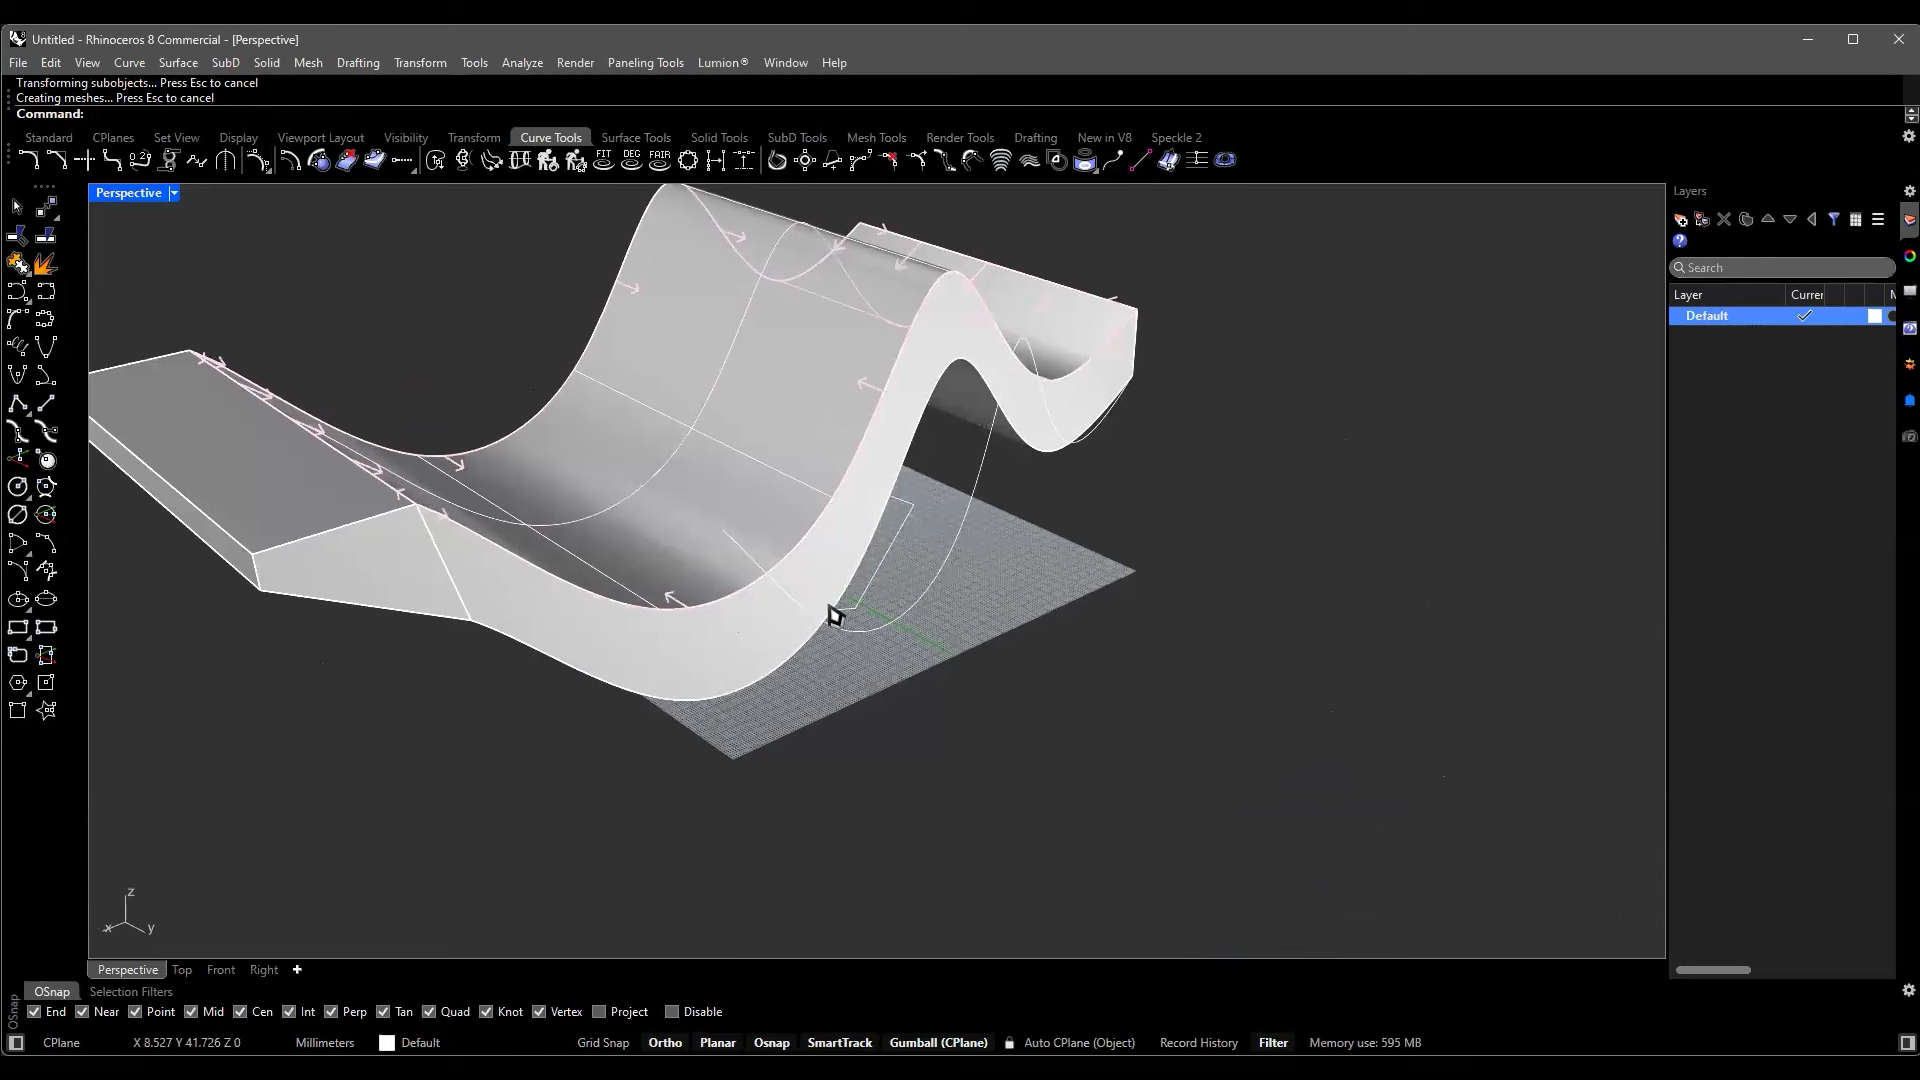 Untitled - Rhinoceros 8 Commercial - [Perspective]
File Edit View Curve Surface SubD Solid Mesh Drafting Transform Tools Analyze Render Paneling Tools Lumion® Window Help
Transforming subobjects... Press Esc to cancel
Creating meshes... Press Esc to cancel
Command:
Standard CPlanes Set View Display Viewport Layout Visibility Transform Curve Tools Surface Tools Solid Tools SubD Tools Mesh Tools Render Tools Drafting New in V8 Speckle 2
FIT DEG FAIR
Perspective
Layers
Search
Layer Currer N
Default
z
x y
Perspective Top Front Right
OSnap Selection Filters
OSnap
End Near Point Mid Cen Int Perp Tan Quad Knot Vertex Project Disable
CPlane X 8.527 Y 41.726 Z 0 Millimeters Default Grid Snap Ortho Planar Osnap SmartTrack Gumball (CPlane) Auto CPlane (Object) Record History Filter Memory use: 595 MB